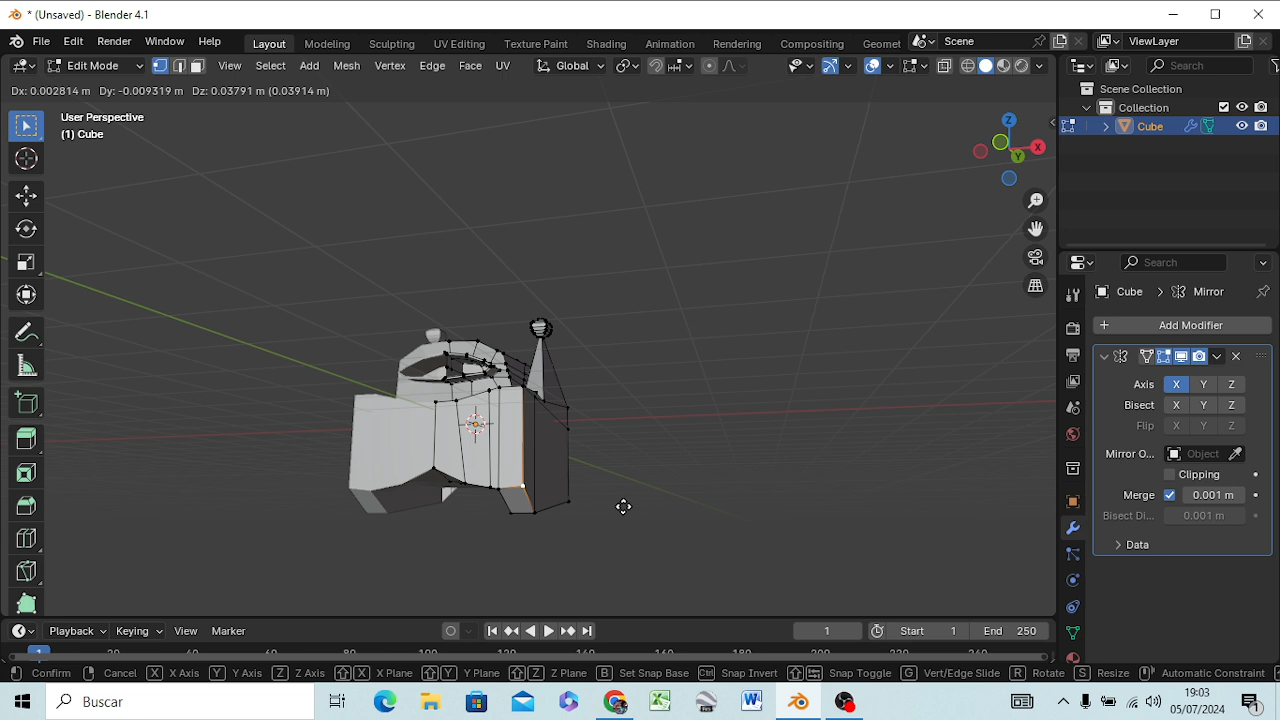 * (Unsaved) - Blender 4.1
File Edit Render Window Help Layout Modeling Sculpting UV Editing Texture Paint Shading Animation Rendering Compositing Geomet Scene ViewLayer
Edit Mode View Select Add Mesh Vertex Edge Face UV Global Search
Dx: 0.002814 m Dy: -0.009319 m Dz: 0.03791 m (0.03914 m)
Scene Collection
Collection
Cube
User Perspective
(1) Cube
Z
X
Y
Search
Cube > Mirror
+ Add Modifier
Axis X Y Z
Bisect X Y Z
Flip X Y Z
Mirror O... Object
Clipping
Merge 0.001 m
Bisect Di... 0.001 m
Data
Playback Keying View Marker 1 Start 1 End 250
Confirm Cancel X X Axis Y Y Axis Z Z Axis X X Plane Y Y Plane Z Z Plane B Set Snap Base Ctrl Snap Invert Snap Toggle G Vert/Edge Slide R Rotate S Resize Automatic Constraint
Buscar 19:03
05/07/2024 1